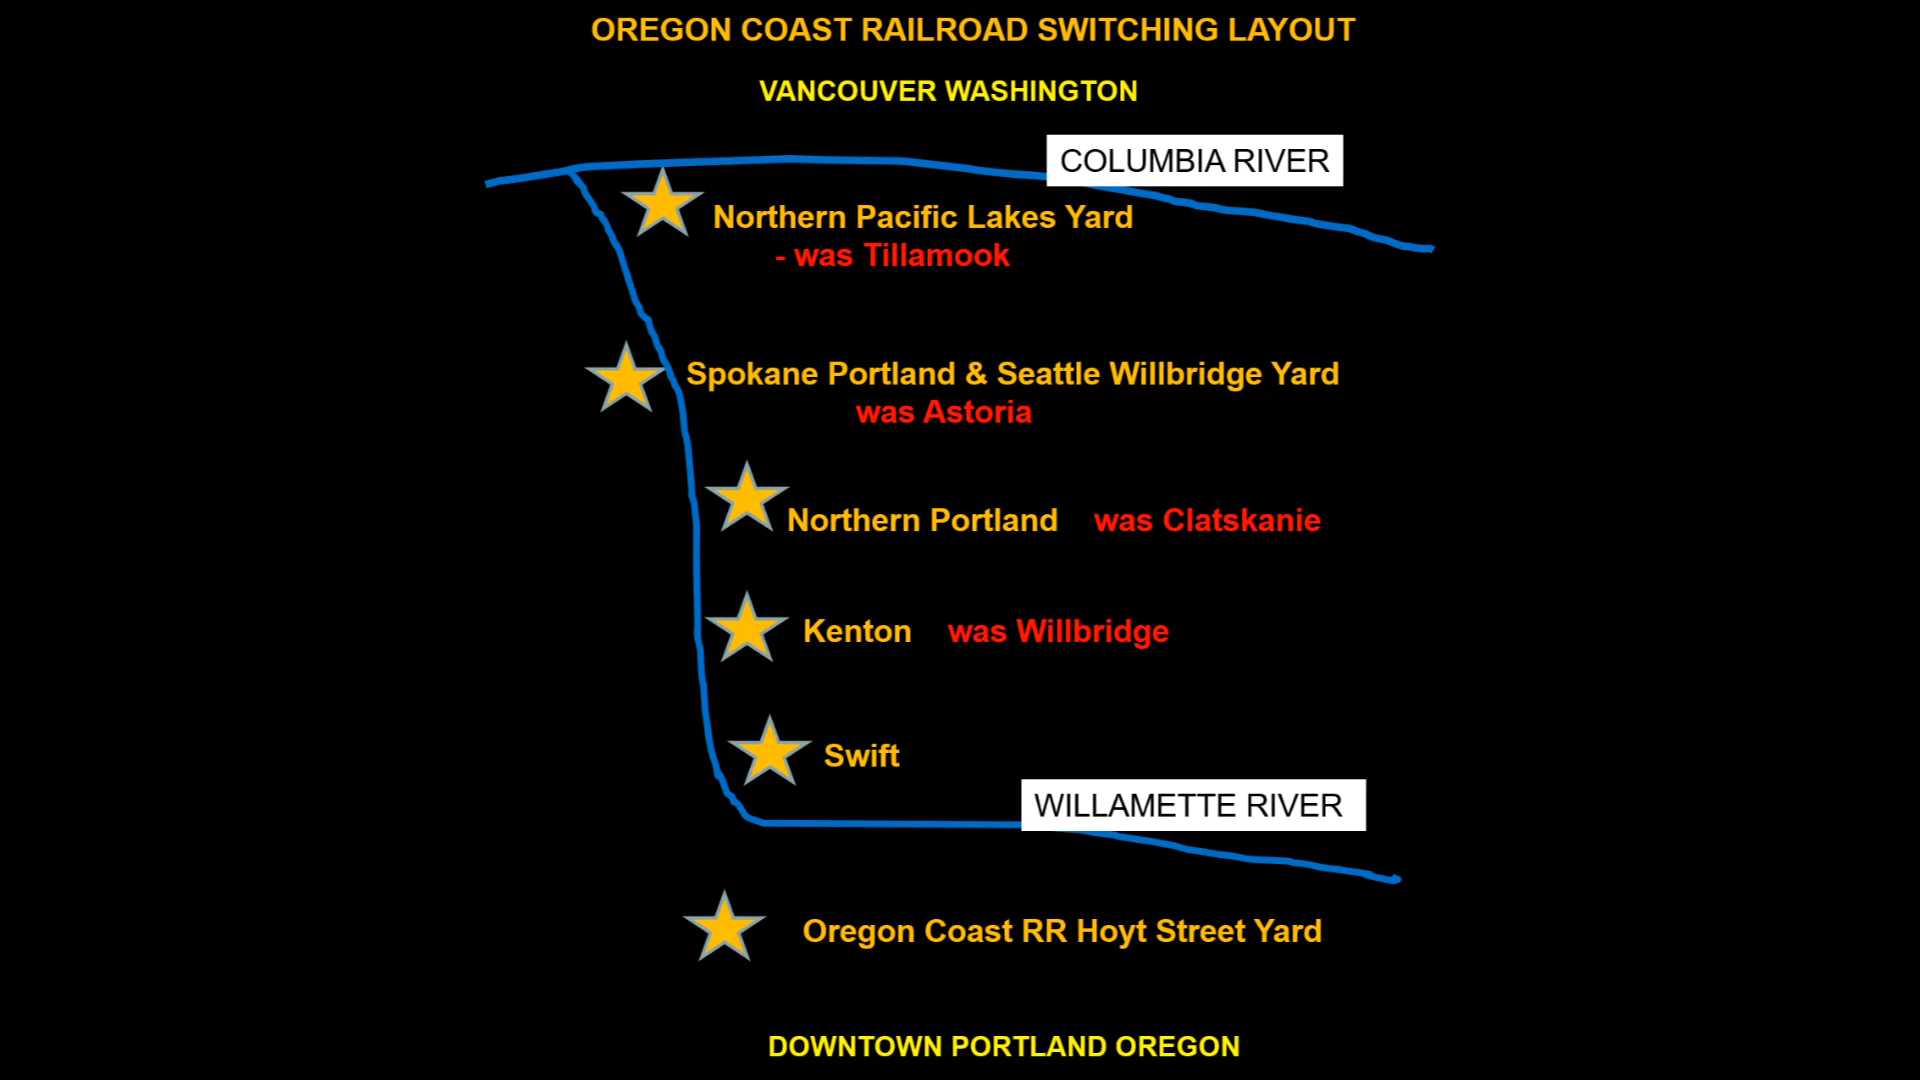 OREGON COAST RAILROAD SWITCHING LAYOUT
VANCOUVER WASHINGTON
COLUMBIA RIVER
Northern Pacific Lakes Yard
- was Tillamook
Spokane Portland & Seattle Willbridge Yard
was Astoria
Northern Portland was Clatskanie
Kenton was Willbridge
Swift
WILLAMETTE RIVER
Oregon Coast RR Hoyt Street Yard
DOWNTOWN PORTLAND OREGON